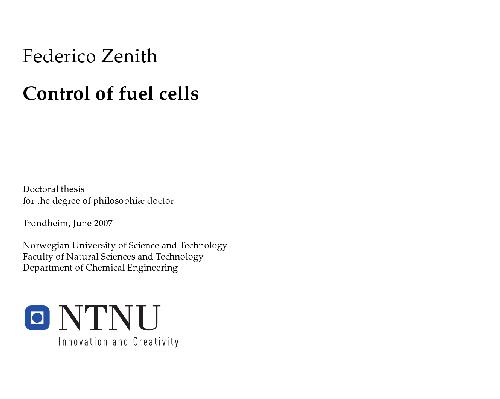 Federico Zenith
Control of fuel cells
Doctoral thesis
for the degree of philosophiæ doctor
Trondheim, June 2007
Norwegian University of Science and Technology
Faculty of Natural Sciences and Technology
Department of Chemical Engineering
NTNU
Innovation and Creativity